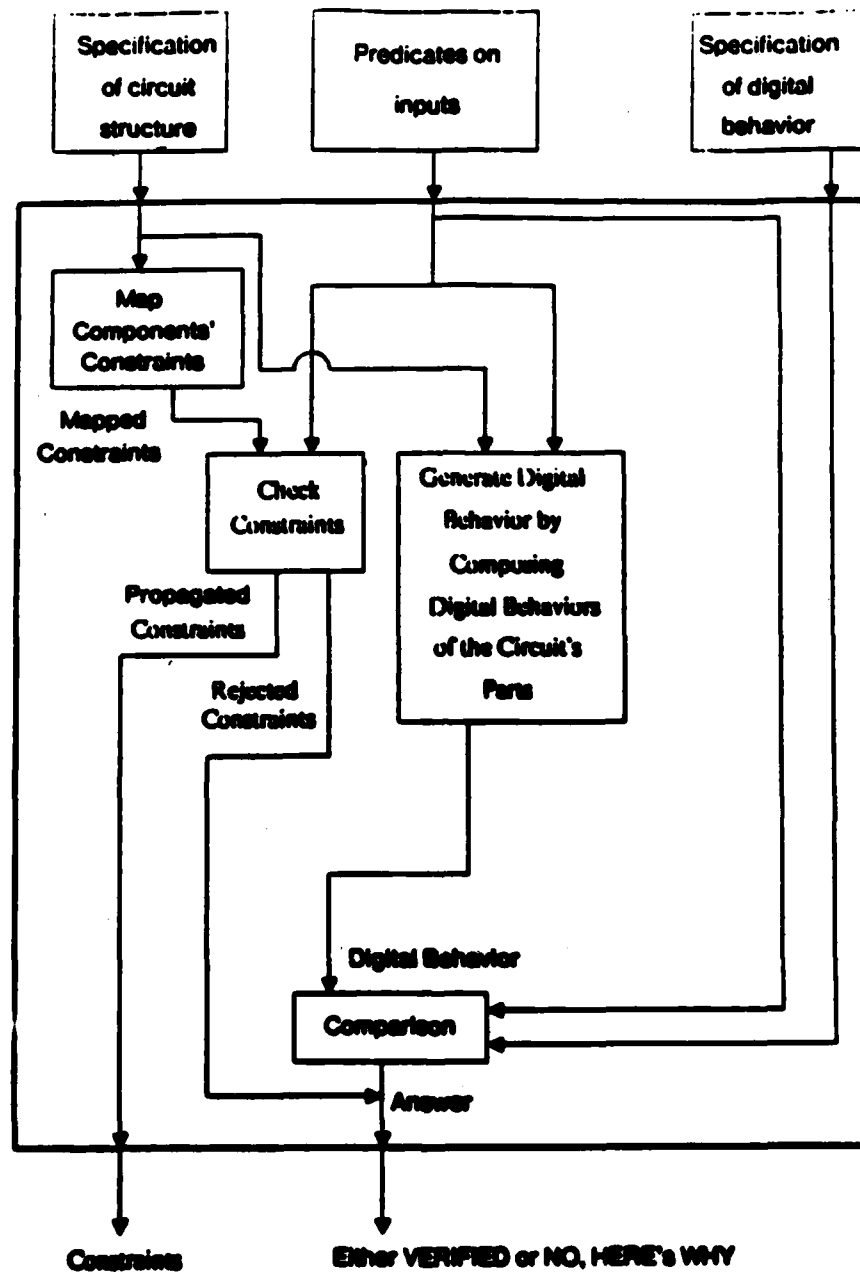 Specification
of circuit
structure
Predicates on
inputs
Specification
of digital
behavior
Map
Components'
Constraints
Mapped
Constraints
Check
Constraints
Generate Digital
Behavior by
Composing
Digital Behaviors
of the Circuit's
Parts
Propagated
Constraints
Rejected
Constraints
Digital Behavior
Comparison
Answer
Constraints
Either VERIFIED or NO, HERE's WHY